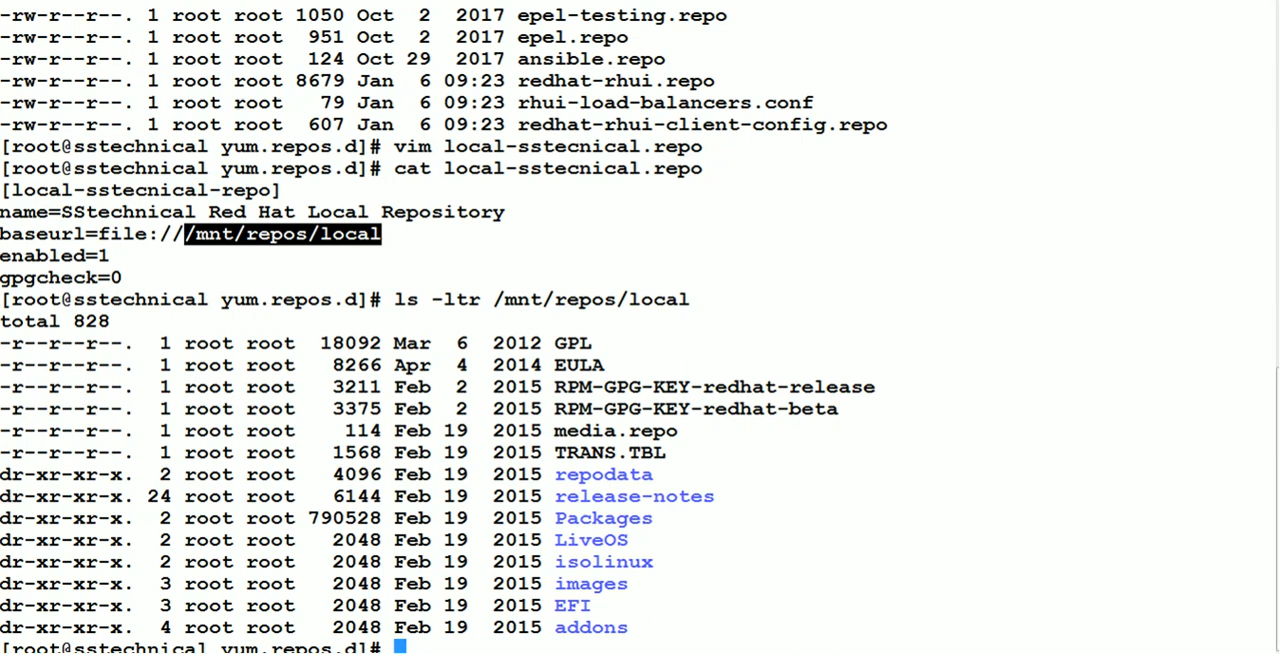 -rw-r--r--. 1 root root 1050 Oct  2  2017 epel-testing.repo
-rw-r--r--. 1 root root  951 Oct  2  2017 epel.repo
-rw-r--r--. 1 root root  124 Oct 29  2017 ansible.repo
-rw-r--r--. 1 root root 8679 Jan  6 09:23 redhat-rhui.repo
-rw-r--r--. 1 root root   79 Jan  6 09:23 rhui-load-balancers.conf
-rw-r--r--. 1 root root  607 Jan  6 09:23 redhat-rhui-client-config.repo
[root@sstechnical yum.repos.d]# vim local-sstecnical.repo
[root@sstechnical yum.repos.d]# cat local-sstecnical.repo
[local-sstecnical-repo]
name=SStechnical Red Hat Local Repository
baseurl=file:///mnt/repos/local
enabled=1
gpgcheck=0
[root@sstechnical yum.repos.d]# ls -ltr /mnt/repos/local
total 828
-r--r--r--.  1 root root  18092 Mar  6  2012 GPL
-r--r--r--.  1 root root   8266 Apr  4  2014 EULA
-r--r--r--.  1 root root   3211 Feb  2  2015 RPM-GPG-KEY-redhat-release
-r--r--r--.  1 root root   3375 Feb  2  2015 RPM-GPG-KEY-redhat-beta
-r--r--r--.  1 root root    114 Feb 19  2015 media.repo
-r--r--r--.  1 root root   1568 Feb 19  2015 TRANS.TBL
dr-xr-xr-x.  2 root root   4096 Feb 19  2015 repodata
dr-xr-xr-x. 24 root root   6144 Feb 19  2015 release-notes
dr-xr-xr-x.  2 root root 790528 Feb 19  2015 Packages
dr-xr-xr-x.  2 root root   2048 Feb 19  2015 LiveOS
dr-xr-xr-x.  2 root root   2048 Feb 19  2015 isolinux
dr-xr-xr-x.  3 root root   2048 Feb 19  2015 images
dr-xr-xr-x.  3 root root   2048 Feb 19  2015 EFI
dr-xr-xr-x.  4 root root   2048 Feb 19  2015 addons
[root@sstechnical yum.repos.d]#